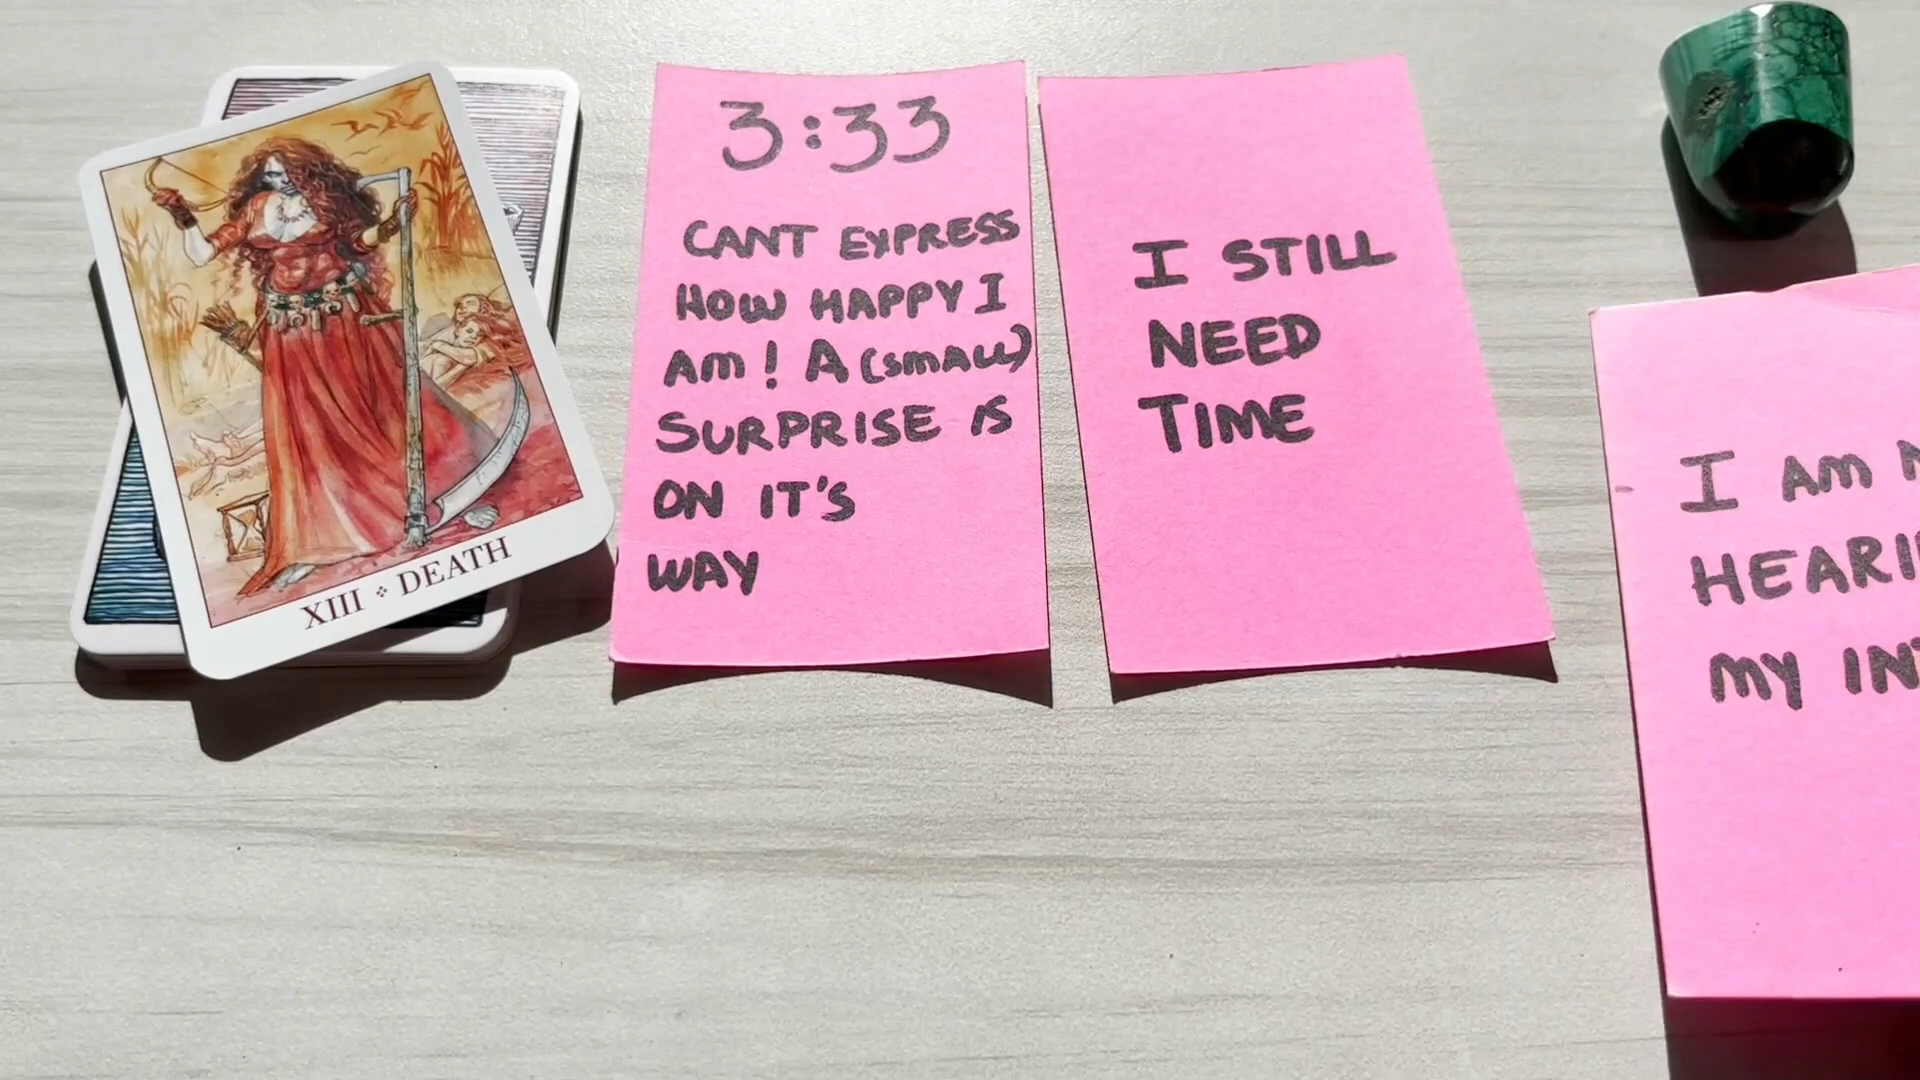 XIII ⁘ DEATH
3:33
CANT EXPRESS
HOW HAPPY I
AM! A (SMALL)
SURPRISE IS
ON IT'S
WAY
I STILL
NEED
TIME
I AM
MY